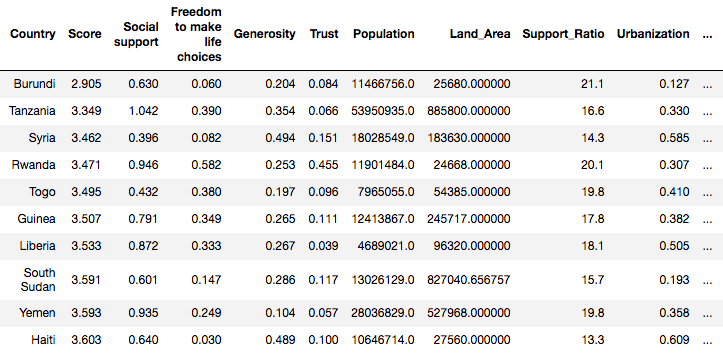 Country Score Social support Freedom to make life choices Generosity Trust Population Land_Area Support_Ratio Urbanization ...
Burundi 2.905 0.630 0.060 0.204 0.084 11466756.0 25680.000000 21.1 0.127 ...
Tanzania 3.349 1.042 0.390 0.354 0.066 53950935.0 885800.000000 16.6 0.330 ...
Syria 3.462 0.396 0.082 0.494 0.151 18028549.0 183630.000000 14.3 0.585 ...
Rwanda 3.471 0.946 0.582 0.253 0.455 11901484.0 24668.000000 20.1 0.307 ...
Togo 3.495 0.432 0.380 0.197 0.096 7965055.0 54385.000000 19.8 0.410 ...
Guinea 3.507 0.791 0.349 0.265 0.111 12413867.0 245717.000000 17.8 0.382 ...
Liberia 3.533 0.872 0.333 0.267 0.039 4689021.0 96320.000000 18.1 0.505 ...
South Sudan 3.591 0.601 0.147 0.286 0.117 13026129.0 827040.656757 15.7 0.193 ...
Yemen 3.593 0.935 0.249 0.104 0.057 28036829.0 527968.000000 19.8 0.358 ...
Haiti 3.603 0.640 0.030 0.489 0.100 10646714.0 27560.000000 13.3 0.609 ...